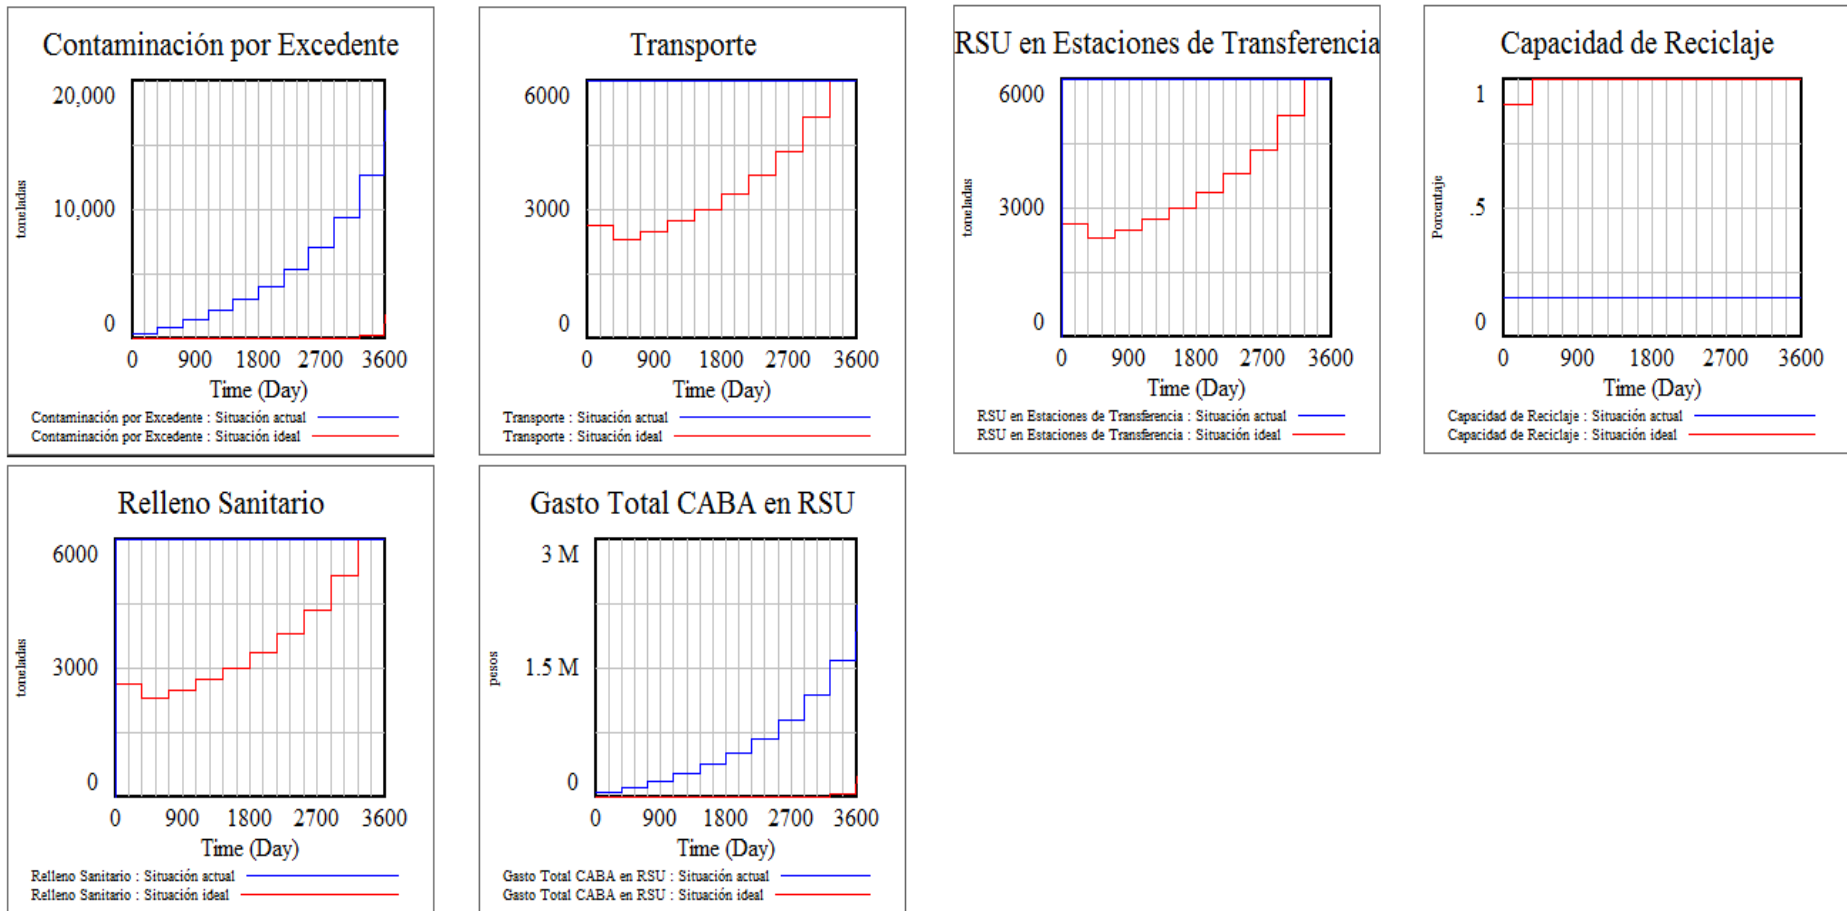 Contaminación por Excedente
20,000
10,000
0
toneladas
0 900 1800 2700 3600
Time (Day)
Contaminación por Excedente : Situación actual
Contaminación por Excedente : Situación ideal
Transporte
6000
3000
0
0 900 1800 2700 3600
Time (Day)
Transporte : Situación actual
Transporte : Situación ideal
RSU en Estaciones de Transferencia
6000
3000
0
toneladas
0 900 1800 2700 3600
Time (Day)
RSU en Estaciones de Transferencia : Situación actual
RSU en Estaciones de Transferencia : Situación ideal
Capacidad de Reciclaje
1
.5
0
Porcentaje
0 900 1800 2700 3600
Time (Day)
Capacidad de Reciclaje : Situación actual
Capacidad de Reciclaje : Situación ideal
Relleno Sanitario
6000
3000
0
toneladas
0 900 1800 2700 3600
Time (Day)
Relleno Sanitario : Situación actual
Relleno Sanitario : Situación ideal
Gasto Total CABA en RSU
3 M
1.5 M
0
pesos
0 900 1800 2700 3600
Time (Day)
Gasto Total CABA en RSU : Situación actual
Gasto Total CABA en RSU : Situación ideal